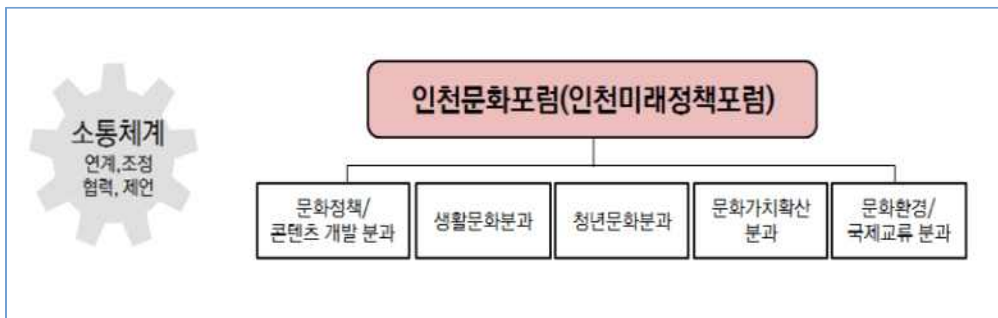 소통체계
연계,조정
협력, 제언
인천문화포럼(인천미래정책포럼)
문화정책/
콘텐츠 개발 분과
생활문화분과
청년문화분과
문화가치확산
분과
문화환경/
국제교류 분과